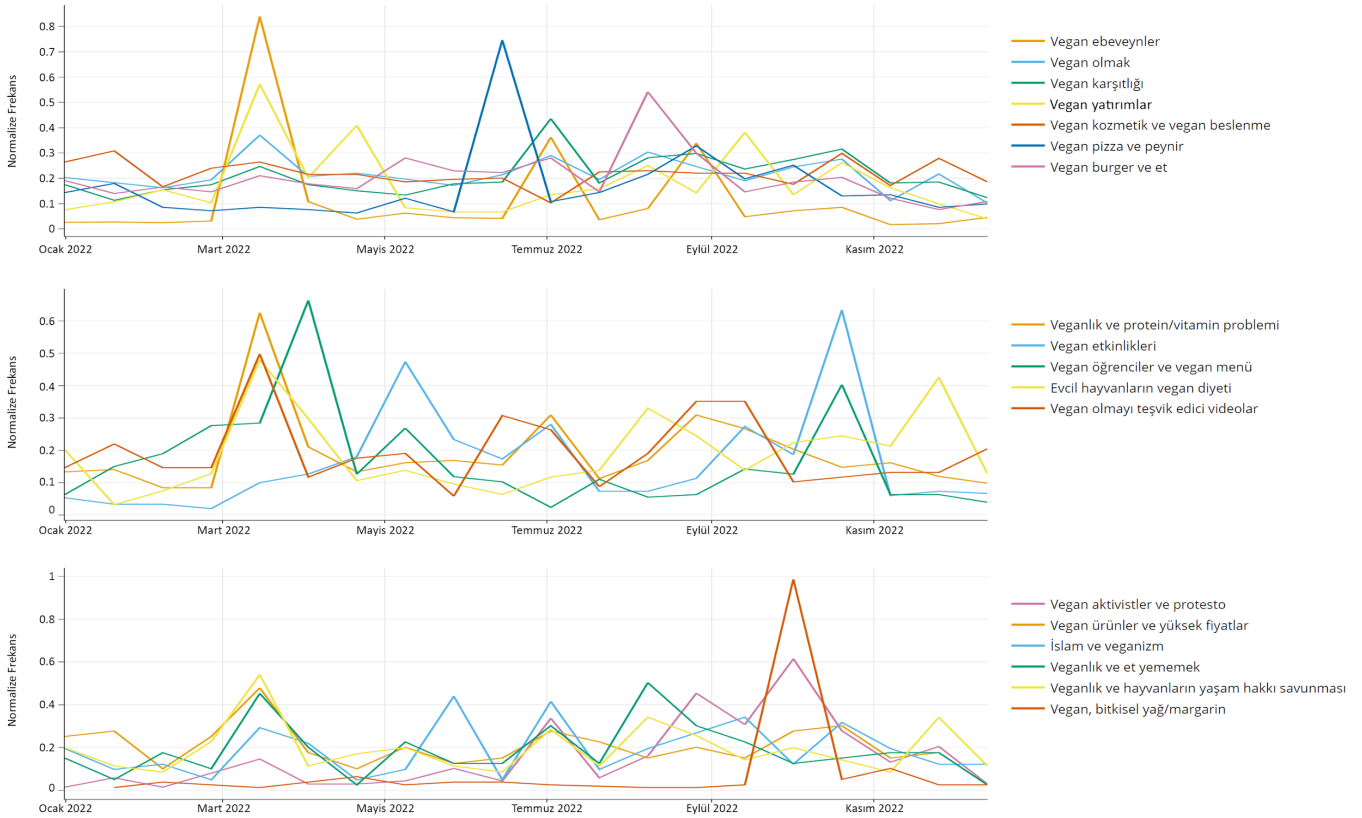 Normalize Frekans
0.8
0.7
0.6
0.5
0.4
0.3
0.2
0.1
0
Ocak 2022
Mart 2022
Mayis 2022
Temmuz 2022
Eylül 2022
Kasım 2022
Vegan ebeveynler
Vegan olmak
Vegan karşıtlığı
Vegan yatırımlar
Vegan kozmetik ve vegan beslenme
Vegan pizza ve peynir
Vegan burger ve et
Normalize Frekans
0.6
0.5
0.4
0.3
0.2
0.1
0
Ocak 2022
Mart 2022
Mayis 2022
Temmuz 2022
Eylül 2022
Kasım 2022
Veganlık ve protein/vitamin problemi
Vegan etkinlikleri
Vegan öğrenciler ve vegan menü
Evcil hayvanların vegan diyeti
Vegan olmayı teşvik edici videolar
Normalize Frekans
1
0.8
0.6
0.4
0.2
0
Ocak 2022
Mart 2022
Mayis 2022
Temmuz 2022
Eylül 2022
Kasım 2022
Vegan aktivistler ve protesto
Vegan ürünler ve yüksek fiyatlar
İslam ve veganizm
Veganlık ve et yememek
Veganlık ve hayvanların yaşam hakkı savunması
Vegan, bitkisel yağ/margarin